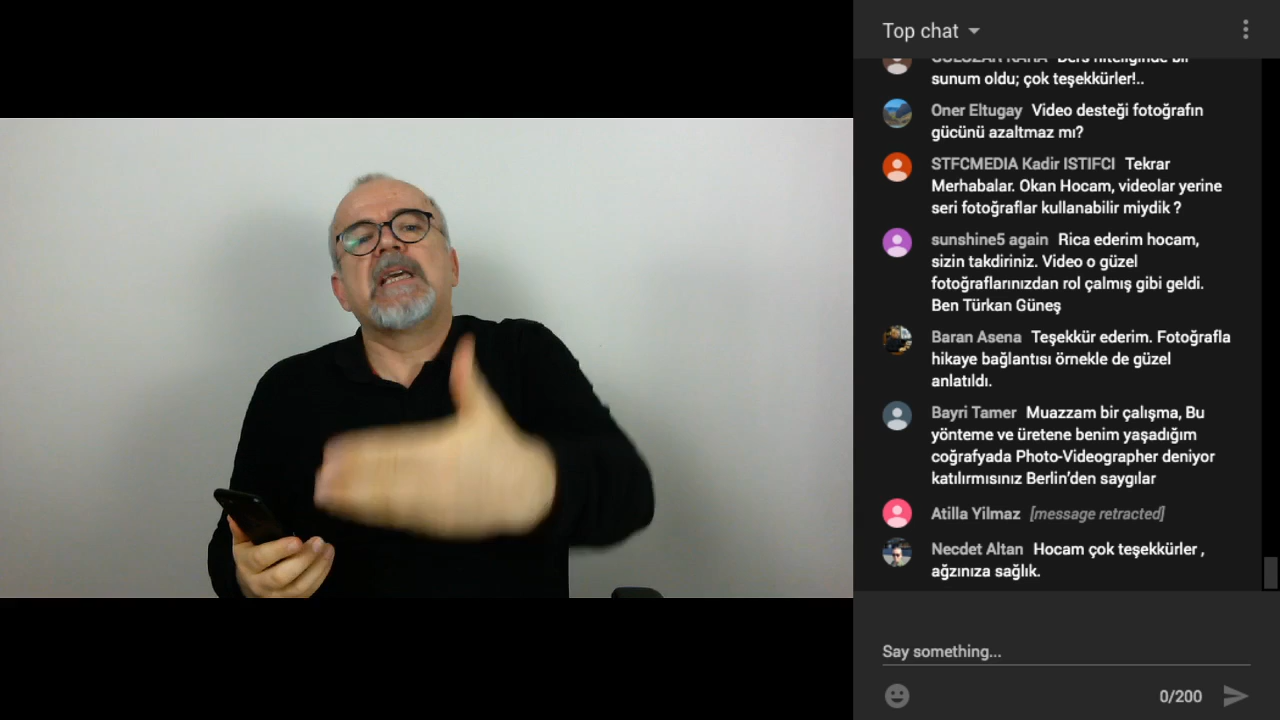 Top chat
sunum oldu; çok teşekkürler!..
Oner Eltugay Video desteği fotoğrafın
gücünü azaltmaz mı?
STFCMEDIA Kadir ISTIFCI Tekrar
Merhabalar. Okan Hocam, videolar yerine
seri fotoğraflar kullanabilir miydik ?
sunshine5 again Rica ederim hocam,
sizin takdiriniz. Video o güzel
fotoğraflarınızdan rol çalmış gibi geldi.
Ben Türkan Güneş
Baran Asena Teşekkür ederim. Fotoğrafla
hikaye bağlantısı örnekle de güzel
anlatıldı.
Bayri Tamer Muazzam bir çalışma, Bu
yönteme ve üretene benim yaşadığım
coğrafyada Photo-Videographer deniyor
katılırmısınız Berlin’den saygılar
Atilla Yilmaz [message retracted]
Necdet Altan Hocam çok teşekkürler ,
ağzınıza sağlık.
Say something...
0/200